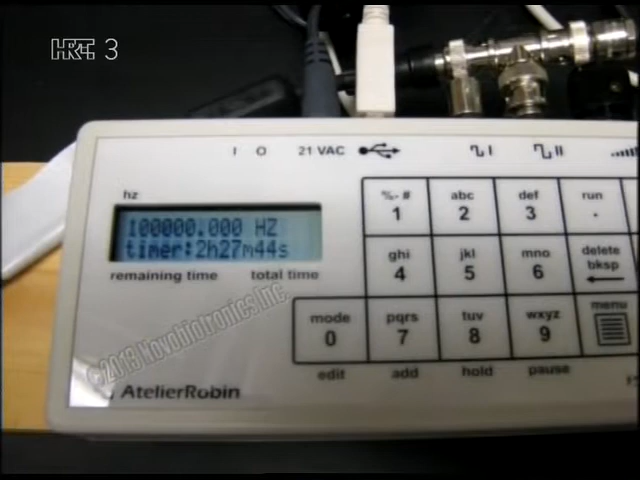 HRT 3
I O 21 VAC
hz
100000.000 HZ
timer:2h27m44s
remaining time total time
© 2013 Novobiotronics Inc.
AtelierRobin
%- # abc def run
1 2 3 .
ghi jkl mno delete
4 5 6 bksp
mode pqrs tuv wxyz menu
0 7 8 9
edit add hold pause